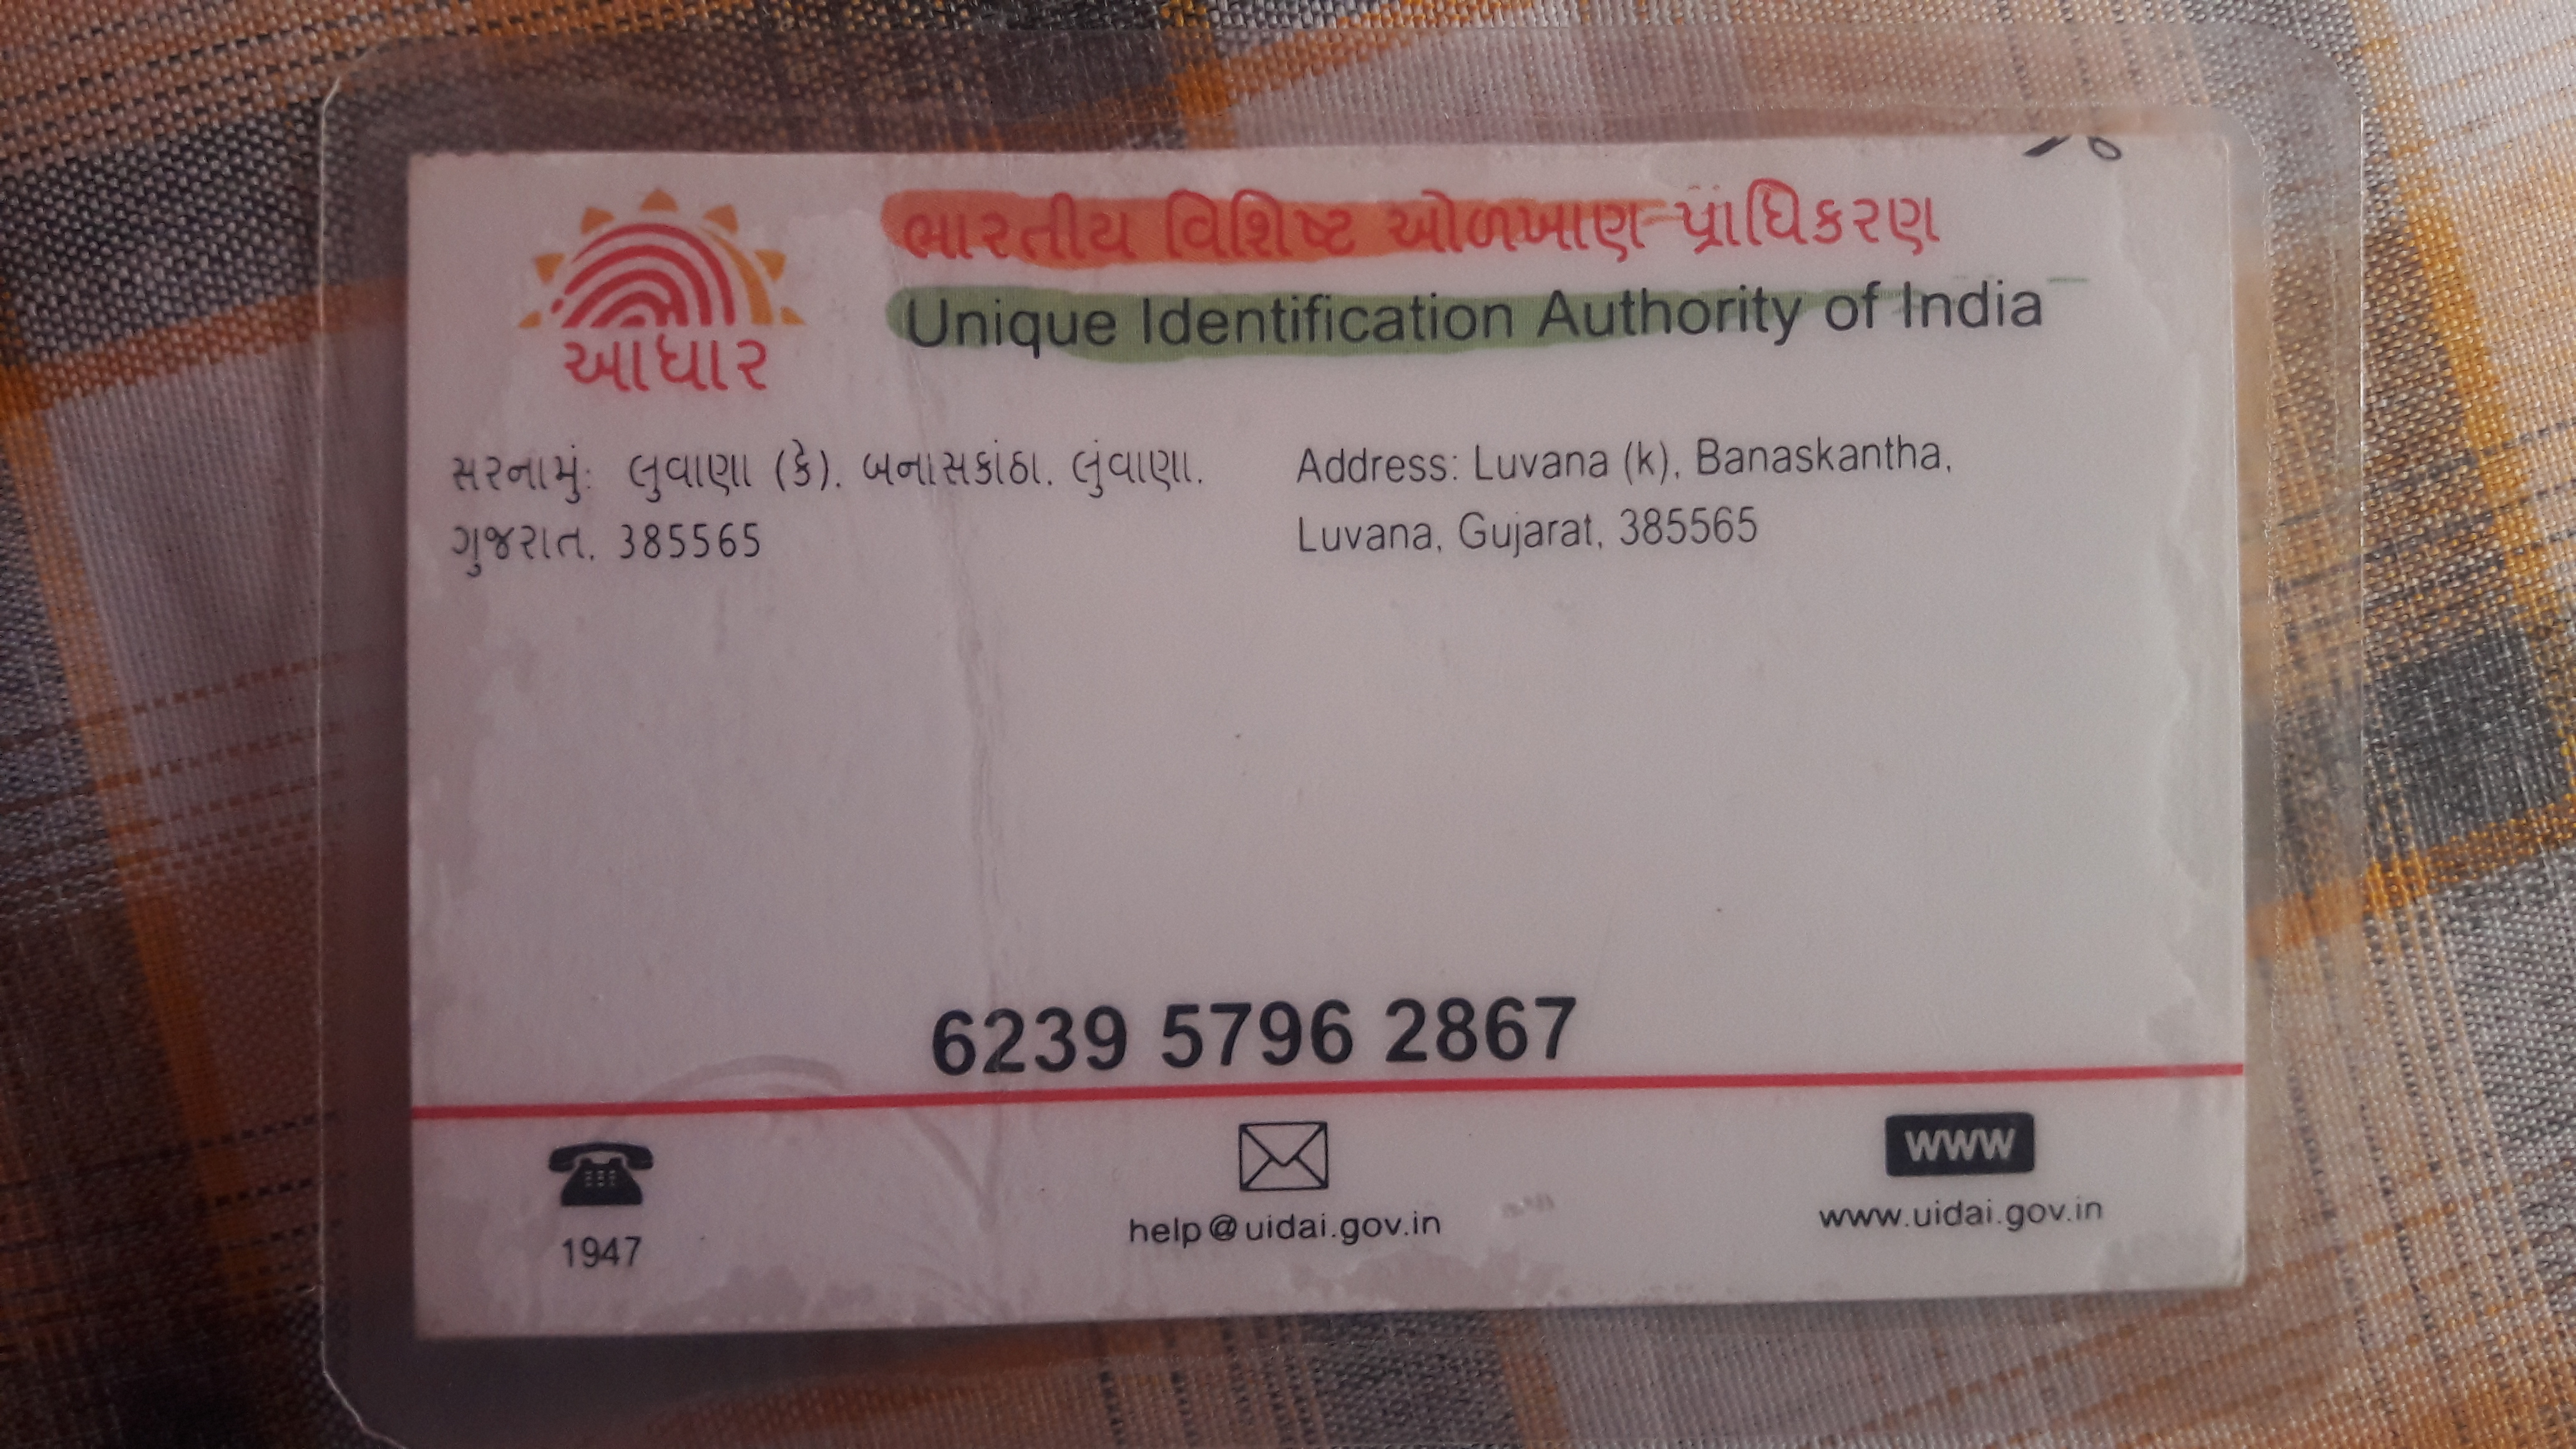 ભારતીય વિશિષ્ટ ઓળખાણ પ્રાધિકરણ
Unique Identification Authority of India
આધાર
સરનામું: લુવાણા (કે), બનાસકાંઠા, લુંવાણા,
ગુજરાત, 385565
Address: Luvana (k), Banaskantha,
Luvana, Gujarat, 385565
6239 5796 2867
1947
help@uidai.gov.in
WWW
www.uidai.gov.in